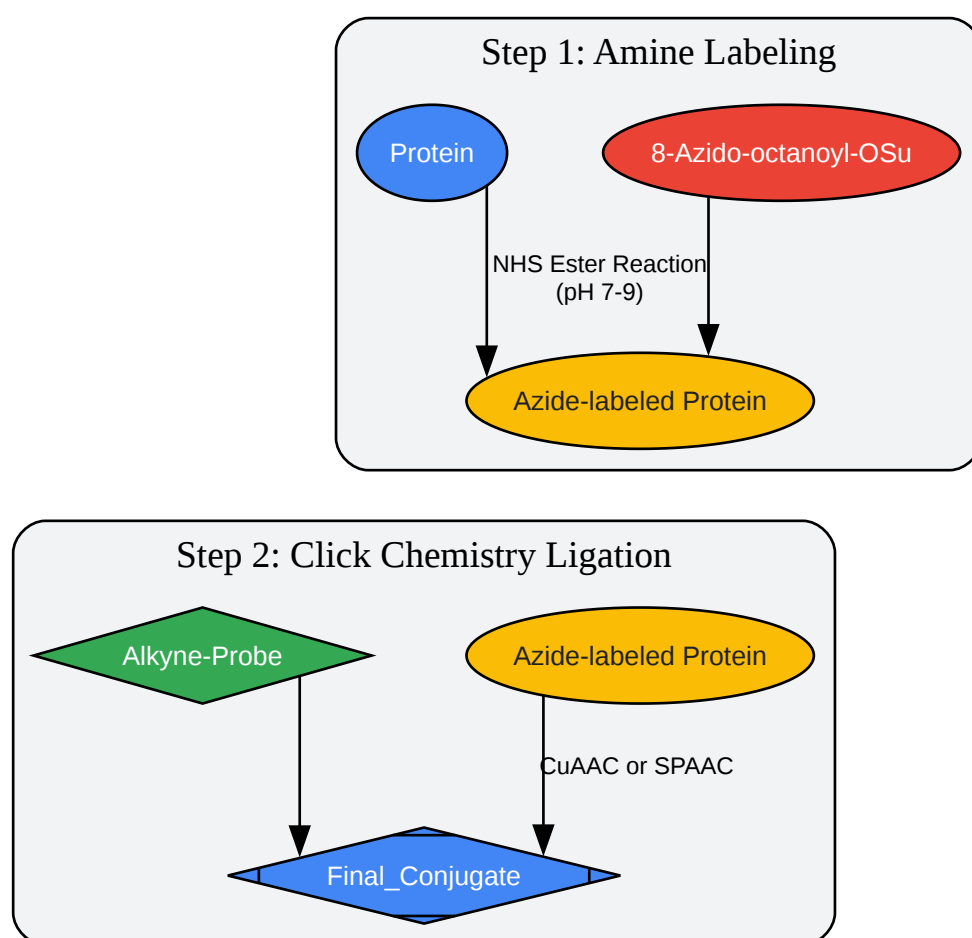 Step 1: Amine Labeling
Protein
8-Azido-octanoyl-OSu
NHS Ester Reaction
(pH 7-9)
Azide-labeled Protein
Step 2: Click Chemistry Ligation
Alkyne-Probe
Azide-labeled Protein
CuAAC or SPAAC
Final_Conjugate